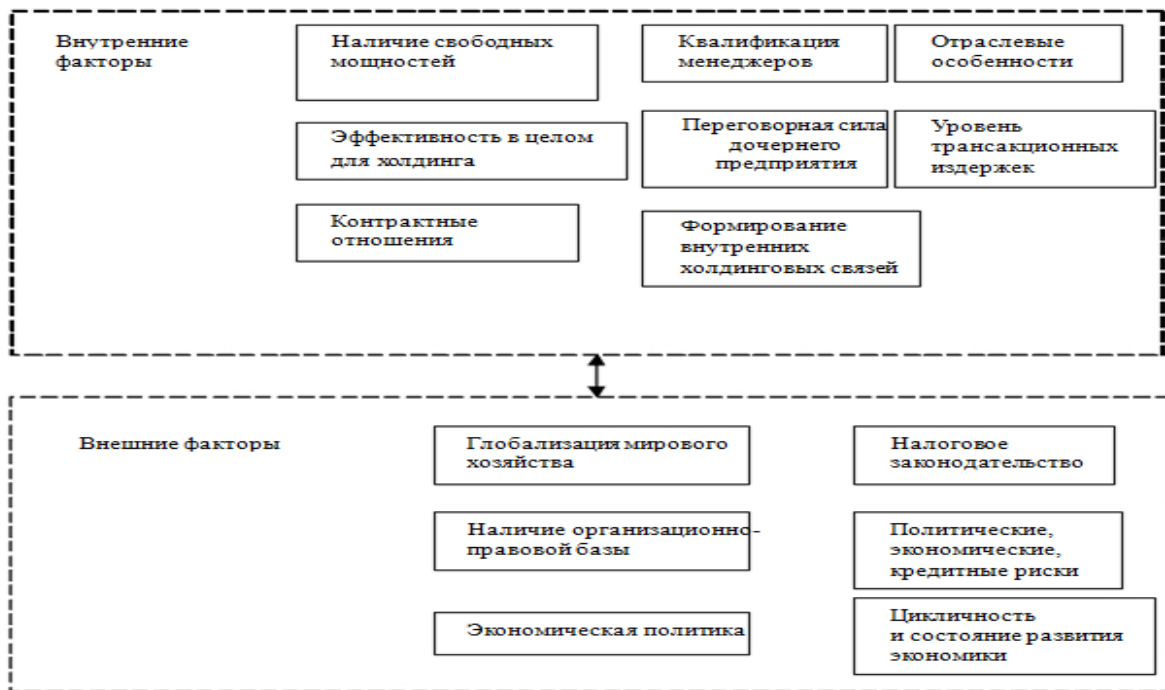 Внутренние
факторы
Наличие свободных
мощностей
Квалификация
менеджеров
Отраслевые
особенности
Эффективность в целом
для холдинга
Переговорная сила
дочернего
предприятия
Уровень
трансакционных
издержек
Контрактные
отношения
Формирование
внутренних
холдинговых связей
Внешние факторы
Глобализация мирового
хозяйства
Налоговое
законодательство
Наличие организационно-
правовой базы
Политические,
экономические,
кредитные риски
Экономическая политика
Цикличность
и состояние развития
экономики